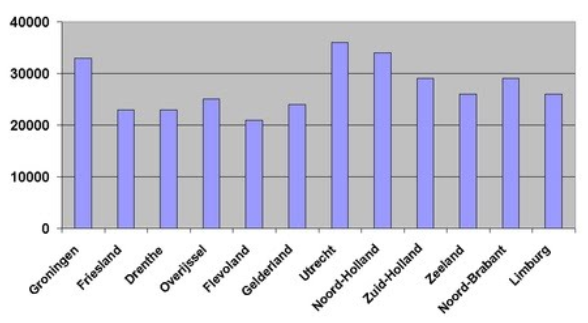 40000
30000
20000
10000
0
Groningen
Friesland
Drenthe
Overijssel
Flevoland
Gelderland
Utrecht
Noord-Holland
Zuid-Holland
Zeeland
Noord-Brabant
Limburg